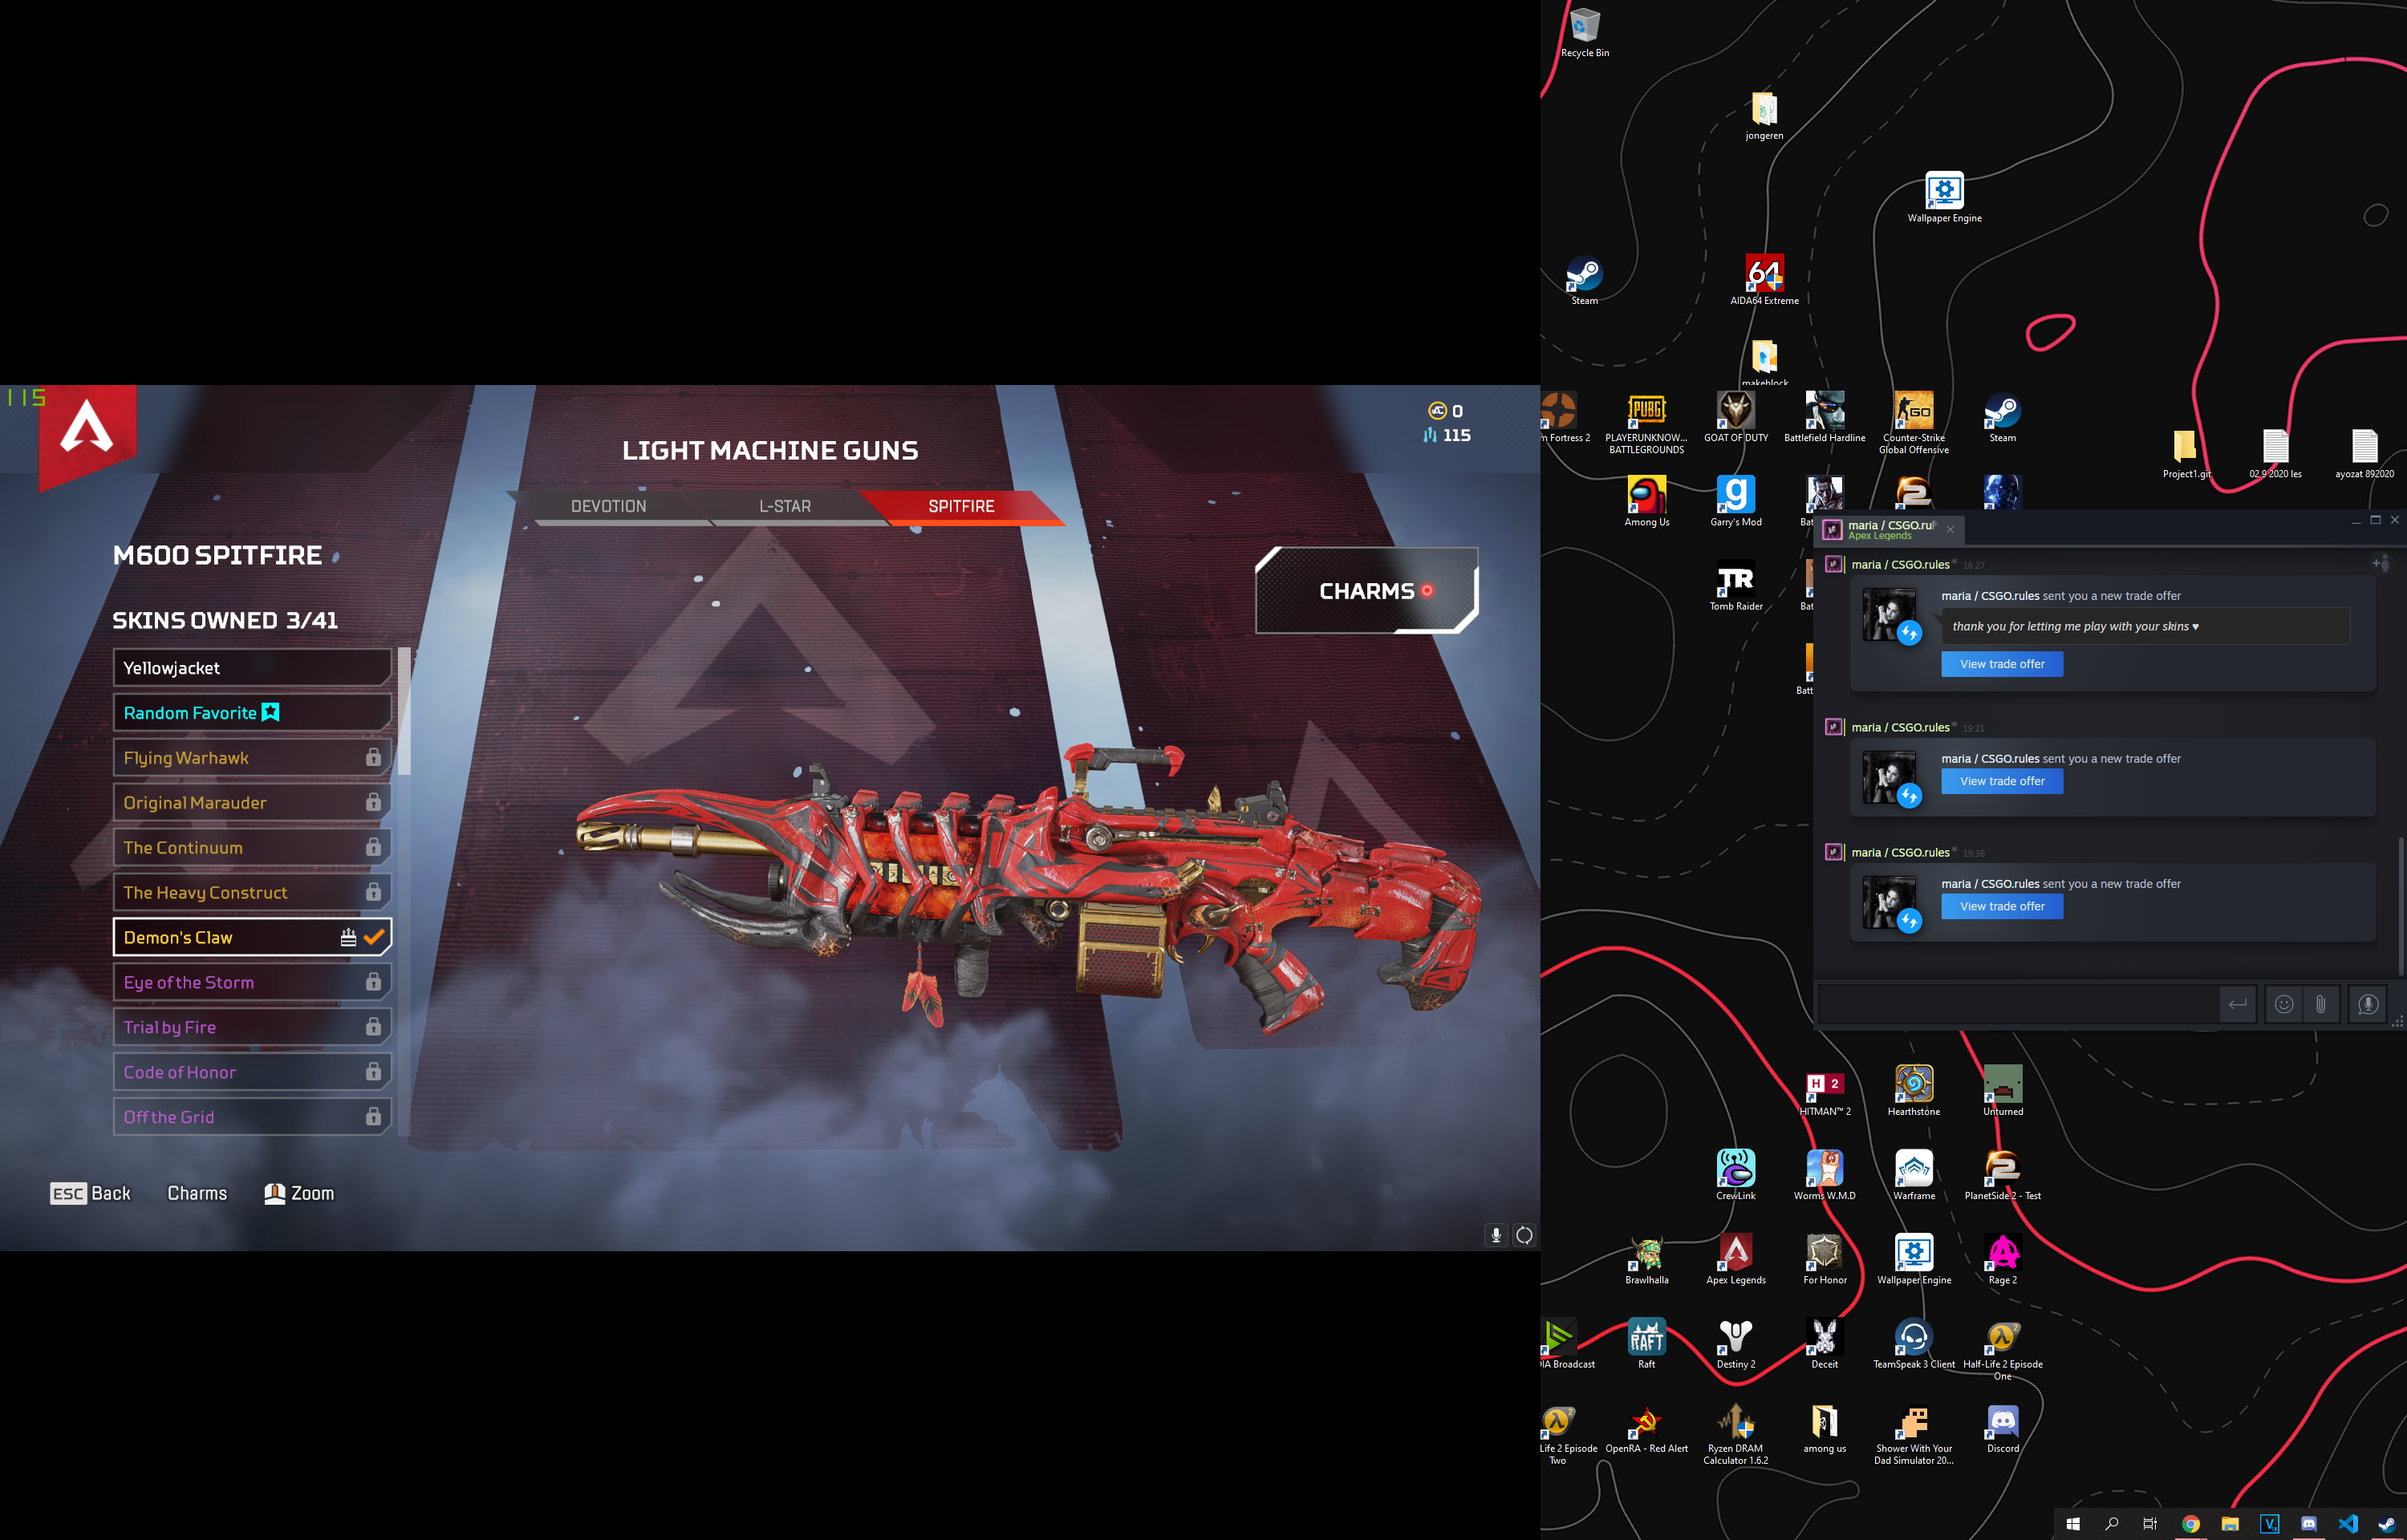 115
0
115
LIGHT MACHINE GUNS
DEVOTION
L-STAR
SPITFIRE
M600 SPITFIRE
CHARMS
SKINS OWNED 3/41
Yellowjacket
Random Favorite
Flying Warhawk
Original Marauder
The Continuum
The Heavy Construct
Demon's Claw
Eye of the Storm
Trial by Fire
Code of Honor
Off the Grid
ESC Back
Charms
Zoom
Recycle Bin
jongeren
Wallpaper Engine
Steam
64
AIDA64 Extreme
makeblock
PUBG
GO
n Fortress 2
PLAYERUNKNOW...
BATTLEGROUNDS
GOAT OF DUTY
Battlefield Hardline
Counter-Strike
Global Offensive
Steam
Project1.git
02 9 2020 les
ayozat 892020
g
2
Among Us
Garry's Mod
Bat
TR
Tomb Raider
Bat
Batt
maria / CSGO.rul
Apex Legends
maria / CSGO.rules * 18:27
maria / CSGO.rules sent you a new trade offer
thank you for letting me play with your skins ♥
View trade offer
maria / CSGO.rules * 19:21
maria / CSGO.rules sent you a new trade offer
View trade offer
maria / CSGO.rules * 19:36
maria / CSGO.rules sent you a new trade offer
View trade offer
H 2
HITMAN™ 2
Hearthstone
Unturned
2
CrewLink
Worms W.M.D
Warframe
PlanetSide 2 - Test
Brawlhalla
Apex Legends
For Honor
Wallpaper Engine
Rage 2
RAFT
2
IA Broadcast
Raft
Destiny 2
Deceit
TeamSpeak 3 Client
Half-Life 2 Episode
One
2
Life 2 Episode
Two
OpenRA - Red Alert
Ryzen DRAM
Calculator 1.6.2
among us
Shower With Your
Dad Simulator 20...
Discord